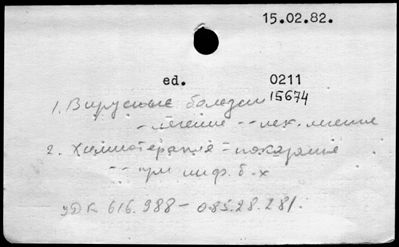 15.02.82.
ed. 0211
15674
1. Вирусные болезни
- лечение -- лек. 
2. Химиотерапия - показания
-- при инф. б-х
УДК 616.988-085.28.281.